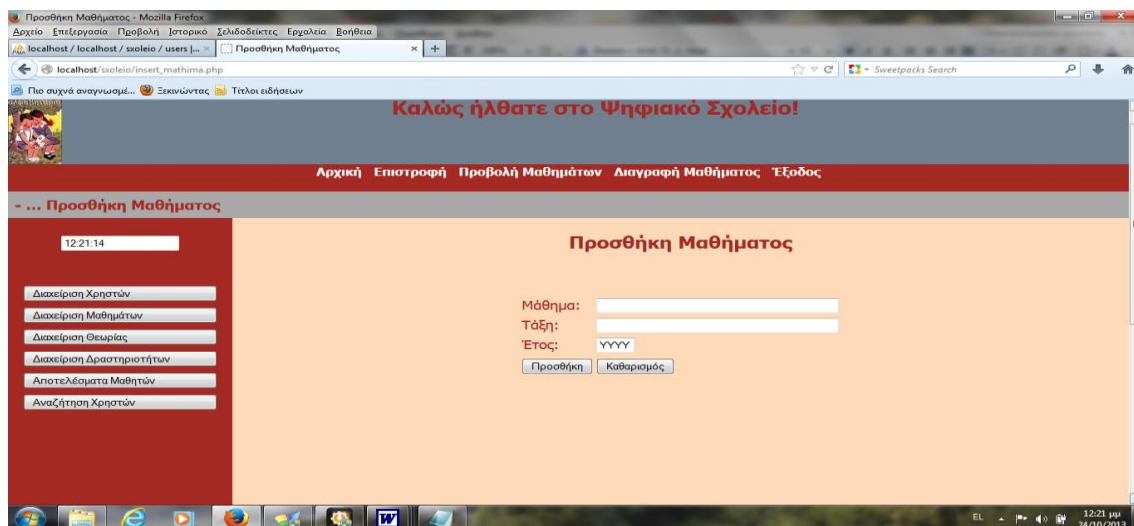 Προσθήκη Μαθήματος - Mozilla Firefox
Αρχείο Επεξεργασία Προβολή Ιστορικό Σελιδοδείκτες Εργαλεία Βοήθεια
localhost / localhost / sxoleio / users |... × Προσθήκη Μαθήματος × +
localhost/sxoleio/insert_mathima.php Sweetpacks Search
Πιο συχνά αναγνωσμέ... Ξεκινώντας Τίτλοι ειδήσεων
Καλώς ήλθατε στο Ψηφιακό Σχολείο!
Αρχική Επιστροφή Προβολή Μαθημάτων Διαγραφή Μαθήματος Έξοδος
- ... Προσθήκη Μαθήματος
12:21:14
Προσθήκη Μαθήματος
Διαχείριση Χρηστών
Διαχείριση Μαθημάτων
Διαχείριση Θεωρίας
Διαχείριση Δραστηριοτήτων
Αποτελέσματα Μαθητών
Αναζήτηση Χρηστών
Μάθημα:
Τάξη:
Έτος: YYYY
Προσθήκη Καθαρισμός
EL 12:21 μμ
24/10/2013